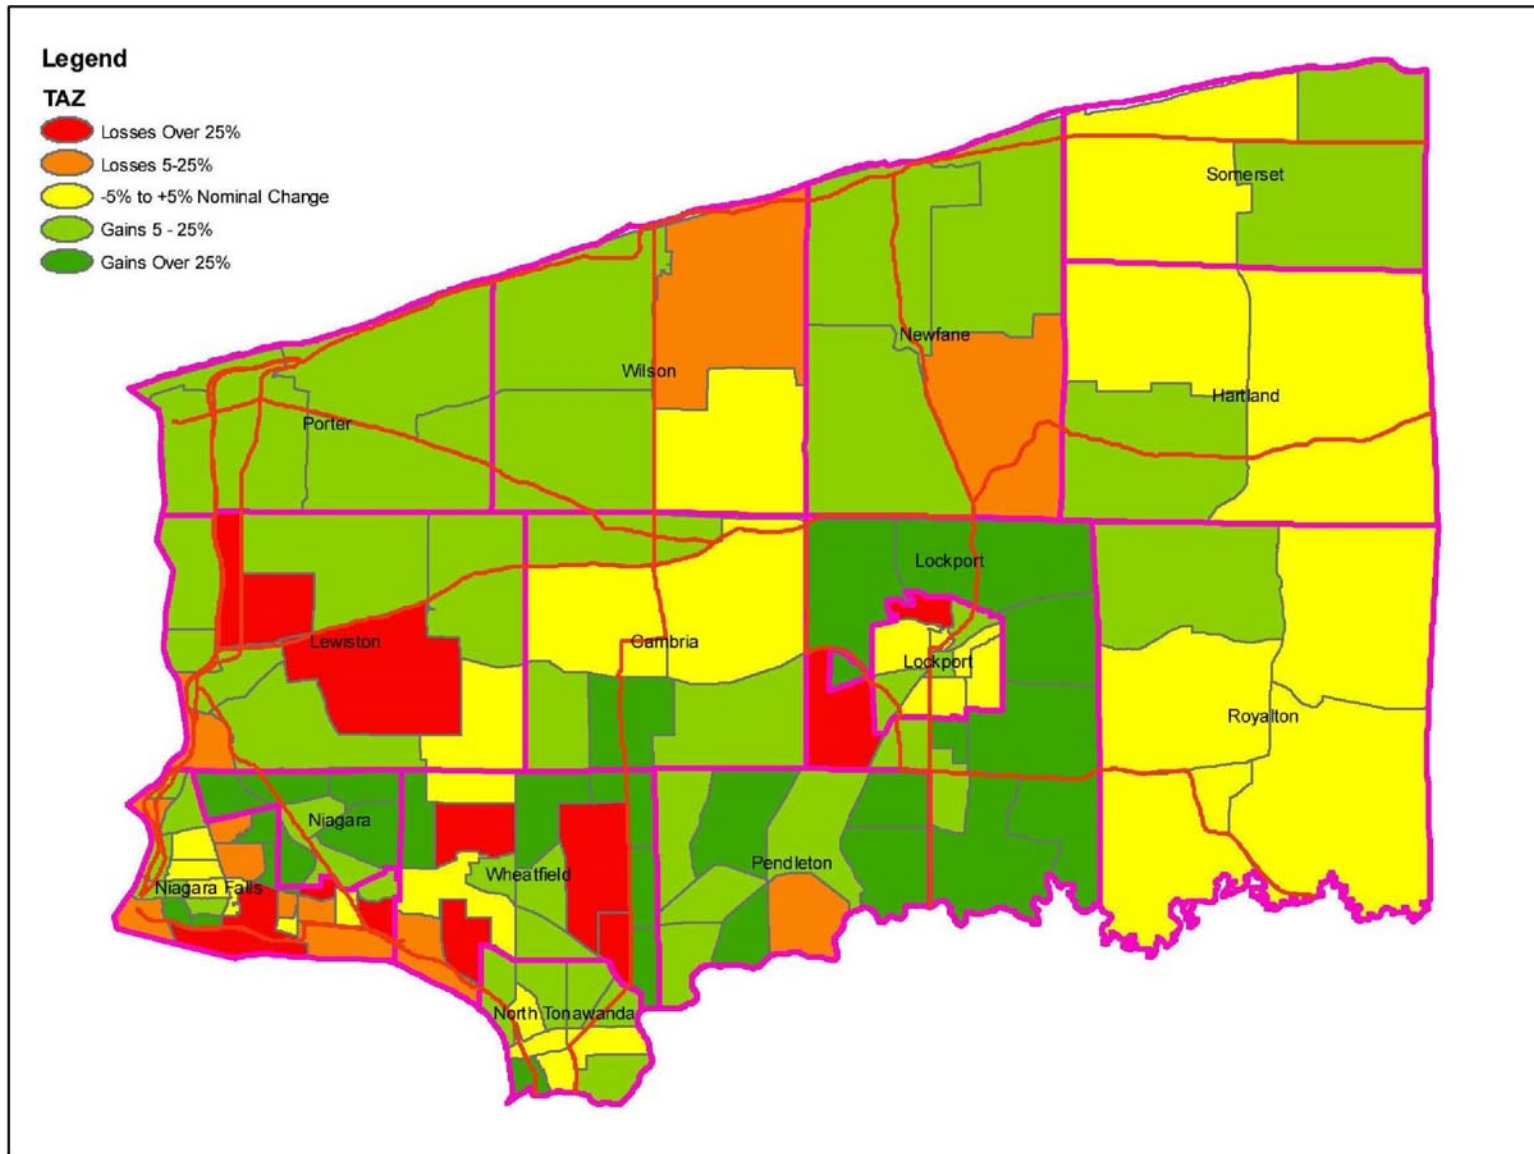 Legend
TAZ
Losses Over 25%
Losses 5-25%
-5% to +5% Nominal Change
Gains 5 - 25%
Gains Over 25%
Somerset
Newfane
Wilson
Hartland
Porter
Lockport
Lewiston
Cambria
Lockport
Royalton
Niagara
Pendleton
Wheatfield
Niagara Falls
North Tonawanda